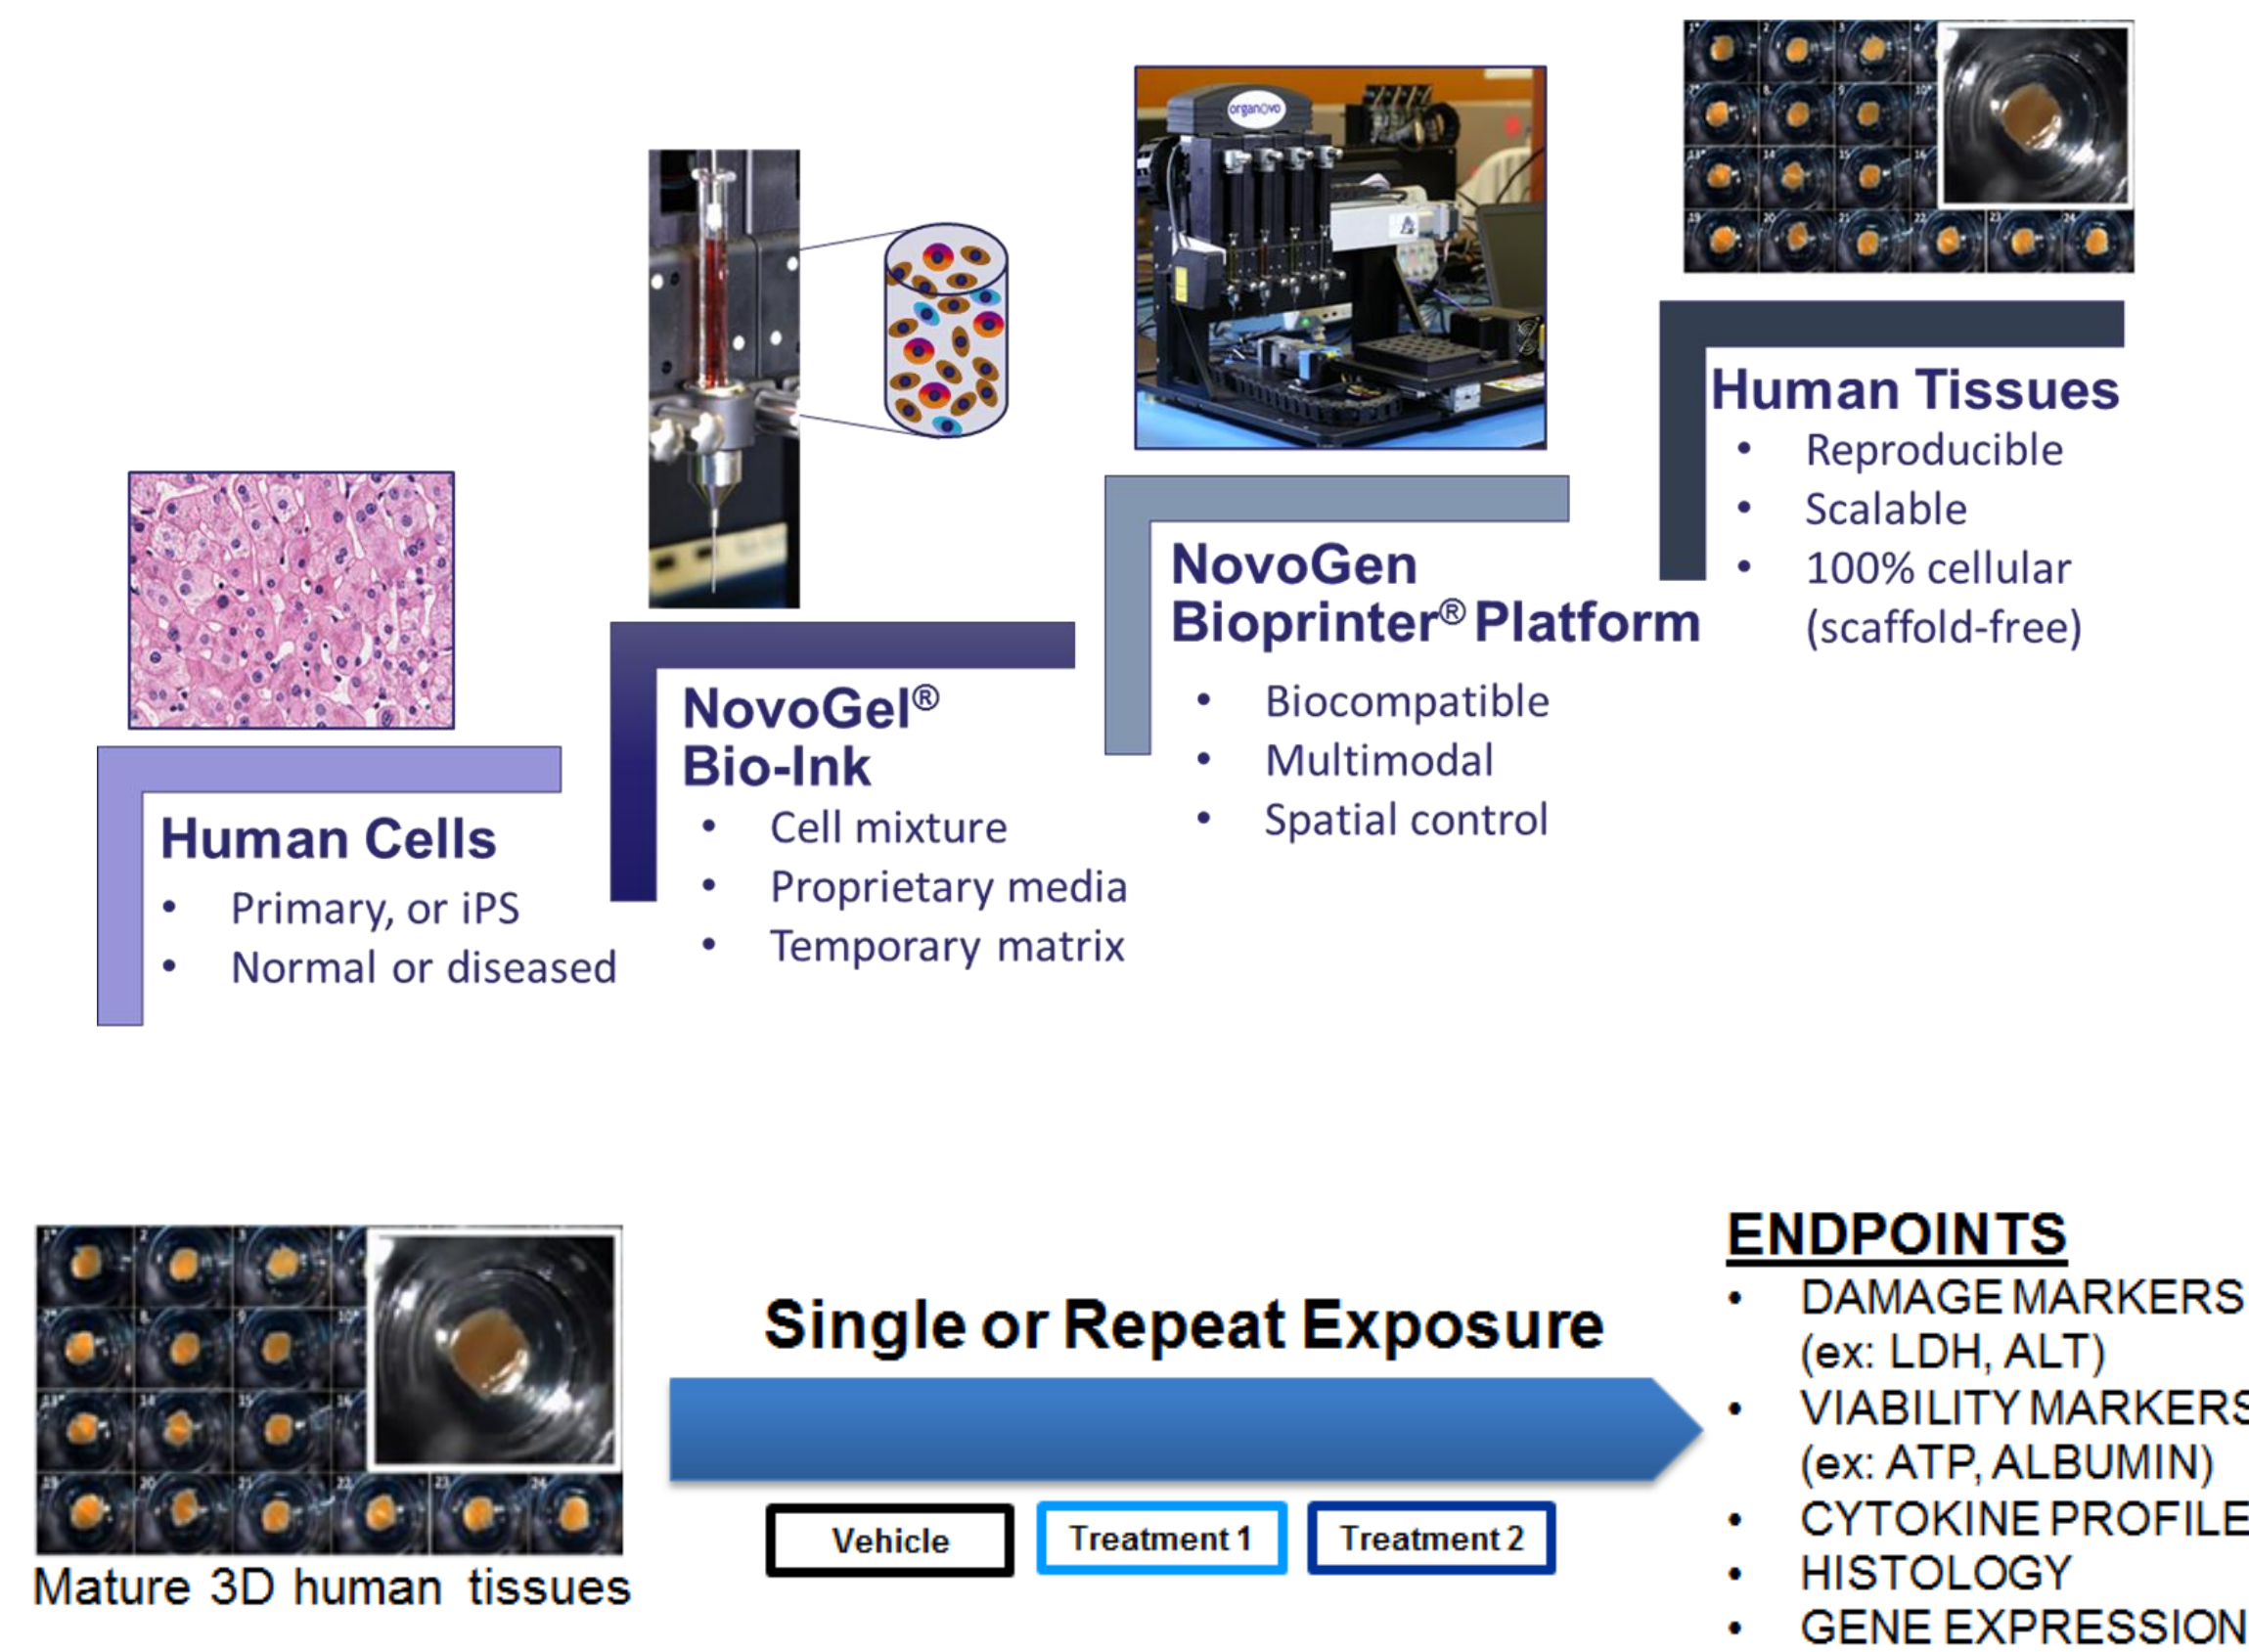 organovo
Human Cells
• Primary, or iPS
• Normal or diseased
NovoGel®
Bio-Ink
• Cell mixture
• Proprietary media
• Temporary matrix
NovoGen
Bioprinter® Platform
• Biocompatible
• Multimodal
• Spatial control
Human Tissues
• Reproducible
• Scalable
• 100% cellular
(scaffold-free)
Mature 3D human tissues
Single or Repeat Exposure
Vehicle
Treatment 1
Treatment 2
ENDPOINTS
• DAMAGE MARKERS
(ex: LDH, ALT)
• VIABILITY MARKERS
(ex: ATP, ALBUMIN)
• CYTOKINE PROFILE
• HISTOLOGY
• GENE EXPRESSION